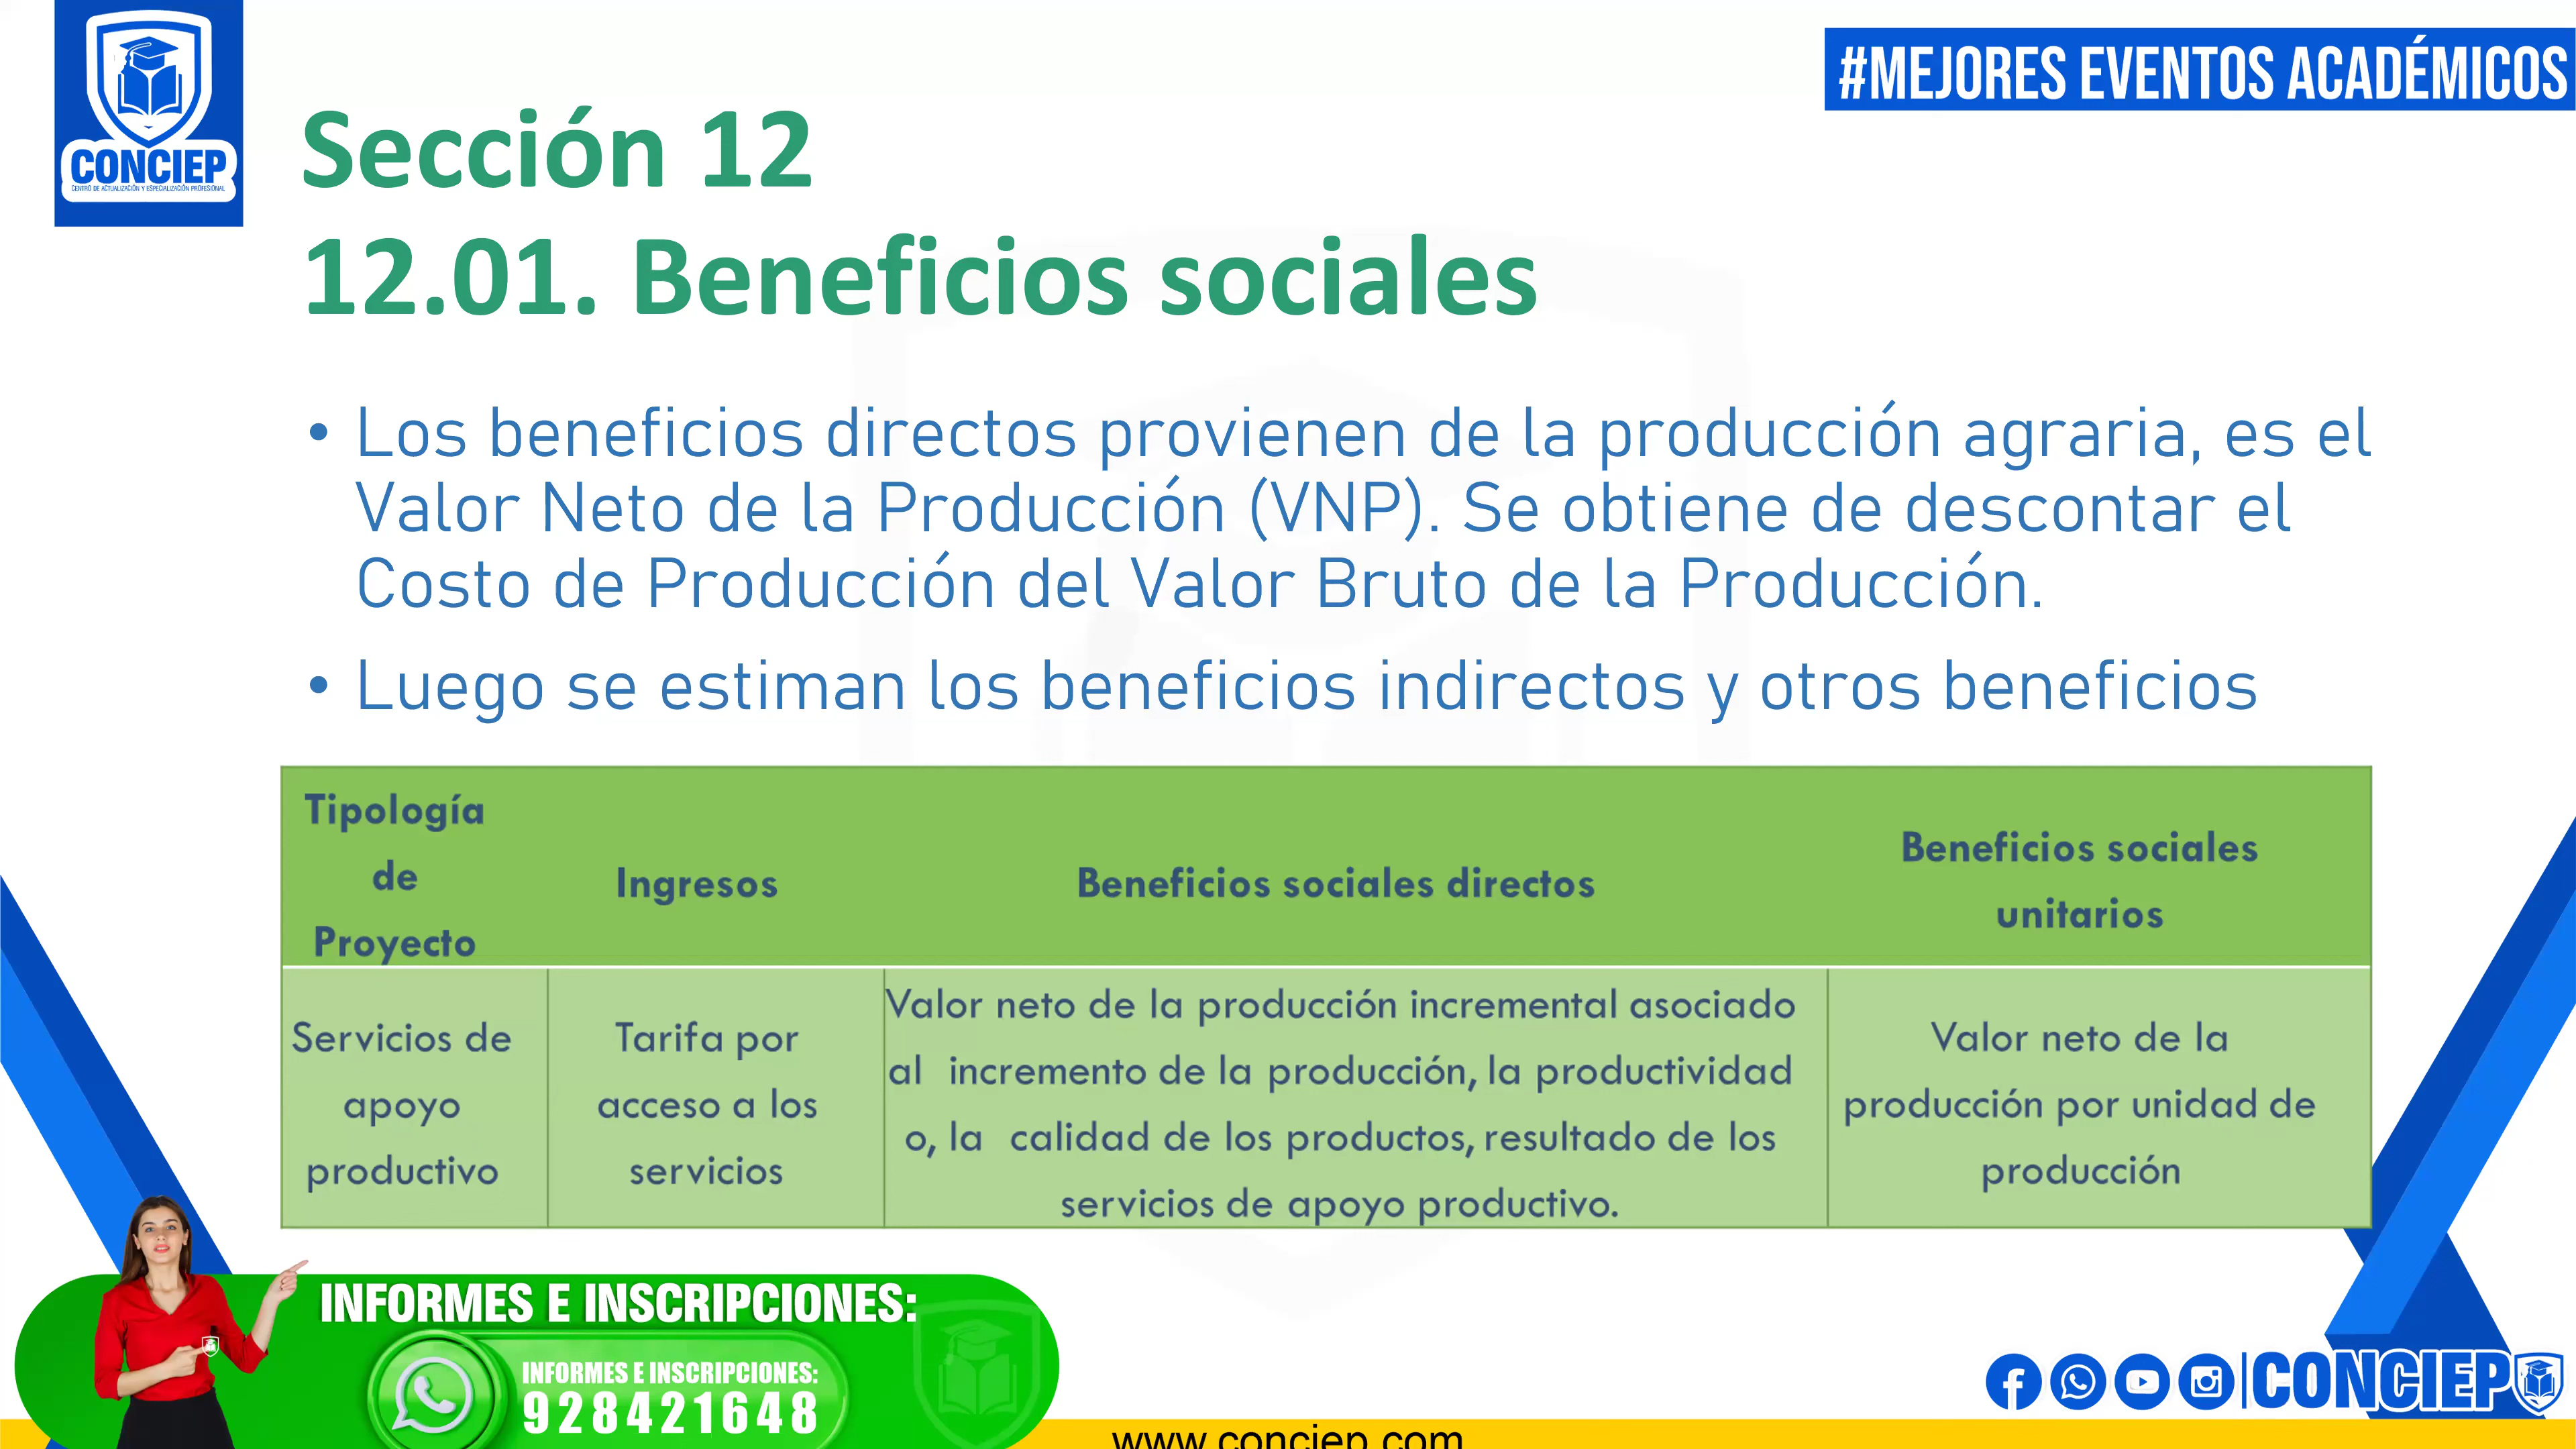 CONCIEP
CENTRO DE ACTUALIZACIÓN Y ESPECIALIZACIÓN PROFESIONAL
#MEJORES EVENTOS ACADÉMICOS
Sección 12
12.01. Beneficios sociales
• Los beneficios directos provienen de la producción agraria, es el
Valor Neto de la Producción (VNP). Se obtiene de descontar el
Costo de Producción del Valor Bruto de la Producción.
• Luego se estiman los beneficios indirectos y otros beneficios
Tipología
de
Proyecto
Ingresos
Beneficios sociales directos
Beneficios sociales
unitarios
Servicios de
apoyo
productivo
Tarifa por
acceso a los
servicios
Valor neto de la producción incremental asociado
al incremento de la producción, la productividad
o, la calidad de los productos, resultado de los
servicios de apoyo productivo.
Valor neto de la
producción por unidad de
producción
INFORMES E INSCRIPCIONES:
INFORMES E INSCRIPCIONES:
928421648
www.conciep.com
CONCIEP